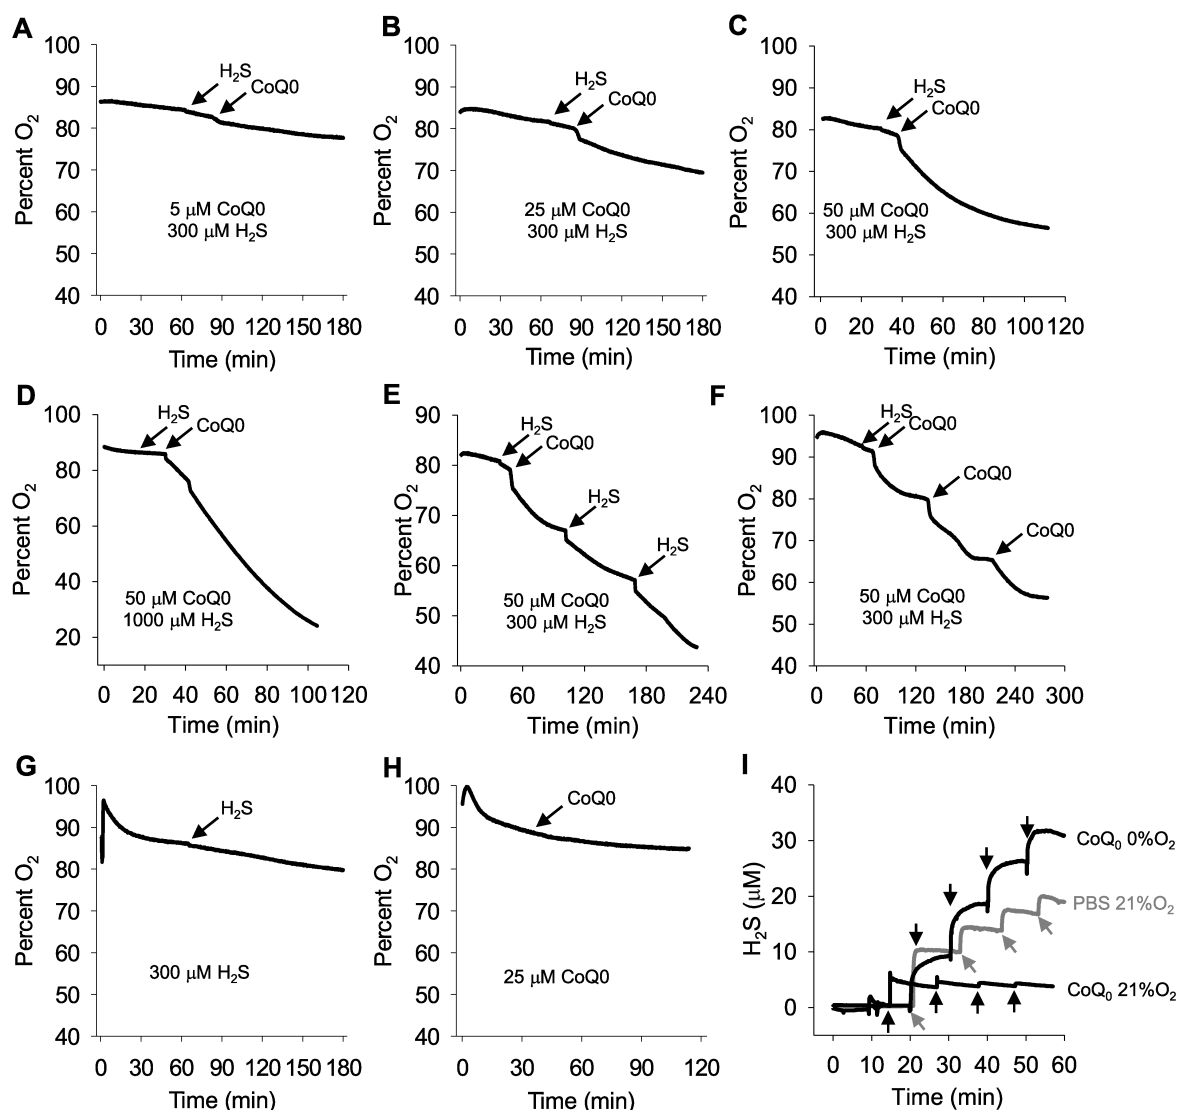 A
100
90
80
70
60
50
40
Percent O₂
H₂S
CoQ0
5 μM CoQ0
300 μM H₂S
0 30 60 90 120 150 180
Time (min)
B
100
90
80
70
60
50
40
Percent O₂
H₂S
CoQ0
25 μM CoQ0
300 μM H₂S
0 30 60 90 120 150 180
Time (min)
C
100
90
80
70
60
50
40
Percent O₂
H₂S
CoQ0
50 μM CoQ0
300 μM H₂S
0 20 40 60 80 100 120
Time (min)
D
100
80
60
40
20
Percent O₂
H₂S
CoQ0
50 μM CoQ0
1000 μM H₂S
0 20 40 60 80 100 120
Time (min)
E
90
80
70
60
50
40
Percent O₂
H₂S
CoQ0
H₂S
H₂S
50 μM CoQ0
300 μM H₂S
0 60 120 180 240
Time (min)
F
100
90
80
70
60
50
40
Percent O₂
H₂S
CoQ0
CoQ0
CoQ0
50 μM CoQ0
300 μM H₂S
0 60 120 180 240 300
Time (min)
G
100
90
80
70
60
50
40
Percent O₂
H₂S
300 μM H₂S
0 30 60 90 120 150 180
Time (min)
H
100
90
80
70
60
50
40
Percent O₂
CoQ0
25 μM CoQ0
0 30 60 90 120
Time (min)
I
40
30
20
10
0
H₂S (μM)
CoQ₀ 0%O₂
PBS 21%O₂
CoQ₀ 21%O₂
0 10 20 30 40 50 60
Time (min)